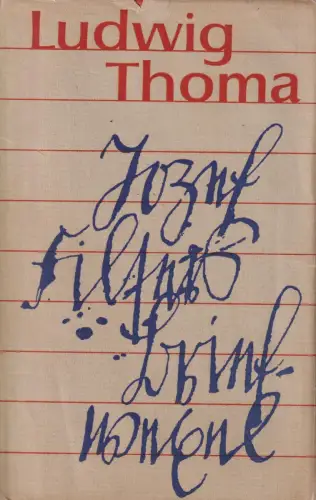 Ludwig
Thoma
Jozef
Filsers
Brief-
wexel